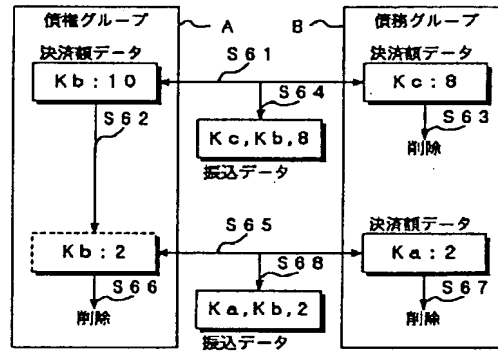 債権グループ
A
B
債務グループ
決済額データ
S61
決済額データ
Kb:10
Kc:8
S62
S64
S63
Kc,Kb,8
削除
振込データ
S65
決済額データ
Kb:2
Ka:2
S66
S68
S67
削除
Ka,Kb,2
削除
振込データ